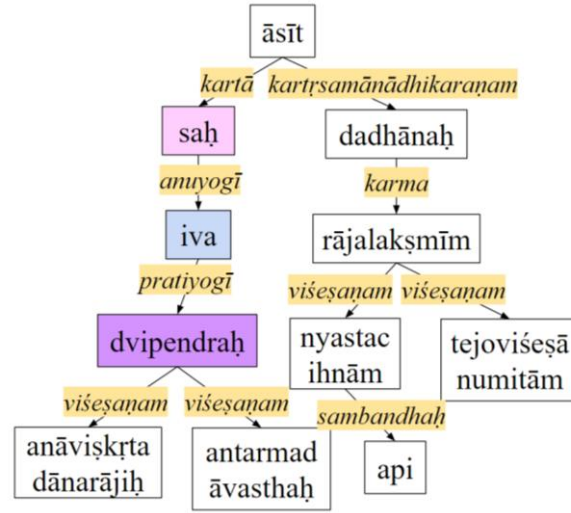 āsīt
kartā kartṛsamānādhikaraṇam
saḥ dadhānaḥ
anuyogī karma
iva rājalakṣmīm
pratiyogī viśeṣaṇam viśeṣaṇam
dvipendraḥ nyastac tejoviśeṣā
ihnām numitām
viśeṣaṇam viśeṣaṇam sambandhaḥ
anāviṣkṛta antarmad api
dānarājiḥ āvasthaḥ